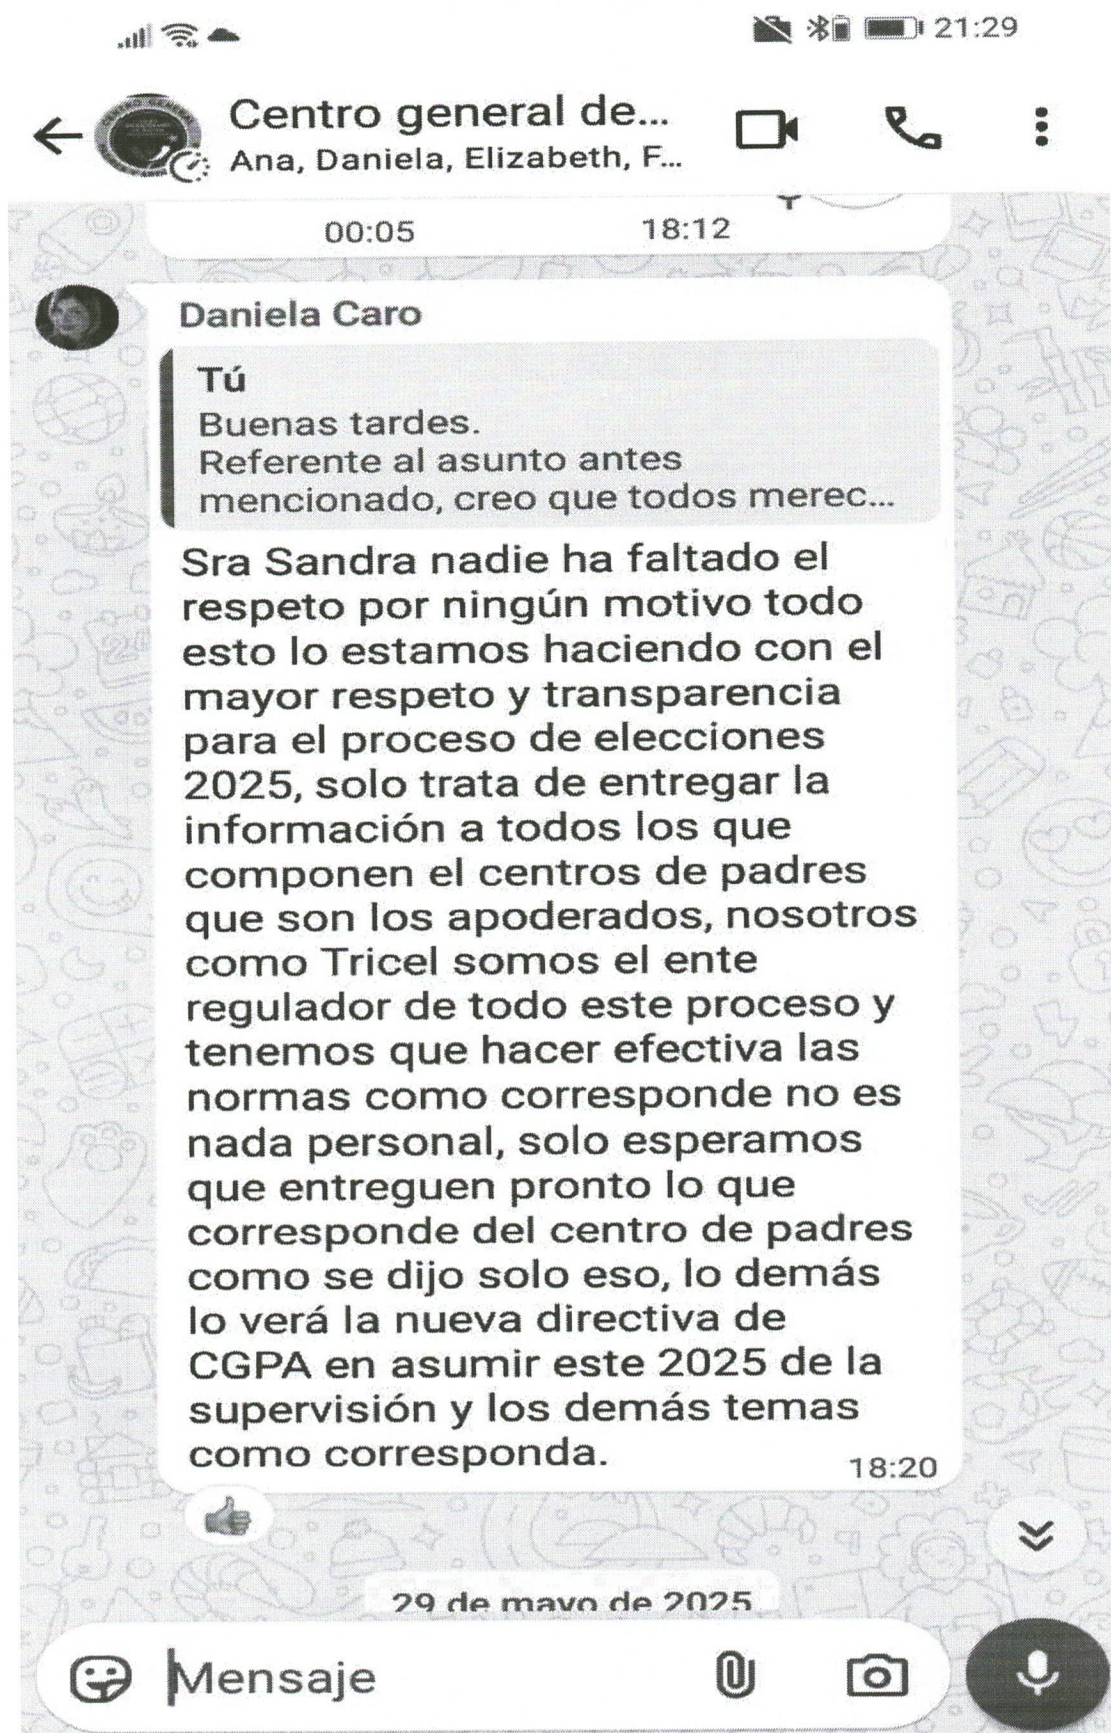 21:29
Centro general de...
Ana, Daniela, Elizabeth, F...
00:05 18:12
Daniela Caro
Tú
Buenas tardes.
Referente al asunto antes
mencionado, creo que todos merec...
Sra Sandra nadie ha faltado el
respeto por ningún motivo todo
esto lo estamos haciendo con el
mayor respeto y transparencia
para el proceso de elecciones
2025, solo trata de entregar la
información a todos los que
componen el centros de padres
que son los apoderados, nosotros
como Tricel somos el ente
regulador de todo este proceso y
tenemos que hacer efectiva las
normas como corresponde no es
nada personal, solo esperamos
que entreguen pronto lo que
corresponde del centro de padres
como se dijo solo eso, lo demás
lo verá la nueva directiva de
CGPA en asumir este 2025 de la
supervisión y los demás temas
como corresponda.
18:20
29 de mayo de 2025
Mensaje